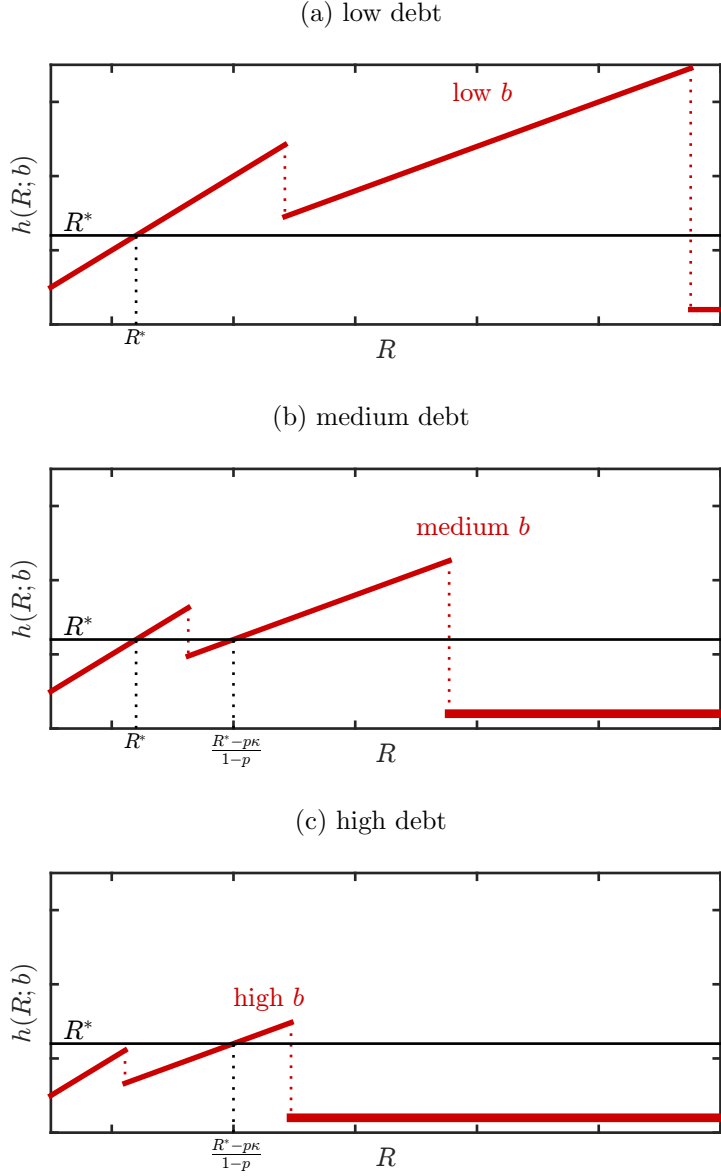 (a) low debt
low b
h(R; b)
R*
R*
R
(b) medium debt
medium b
h(R; b)
R*
R*
R*−pκ
1−p
R
(c) high debt
high b
h(R; b)
R*
R*−pκ
1−p
R